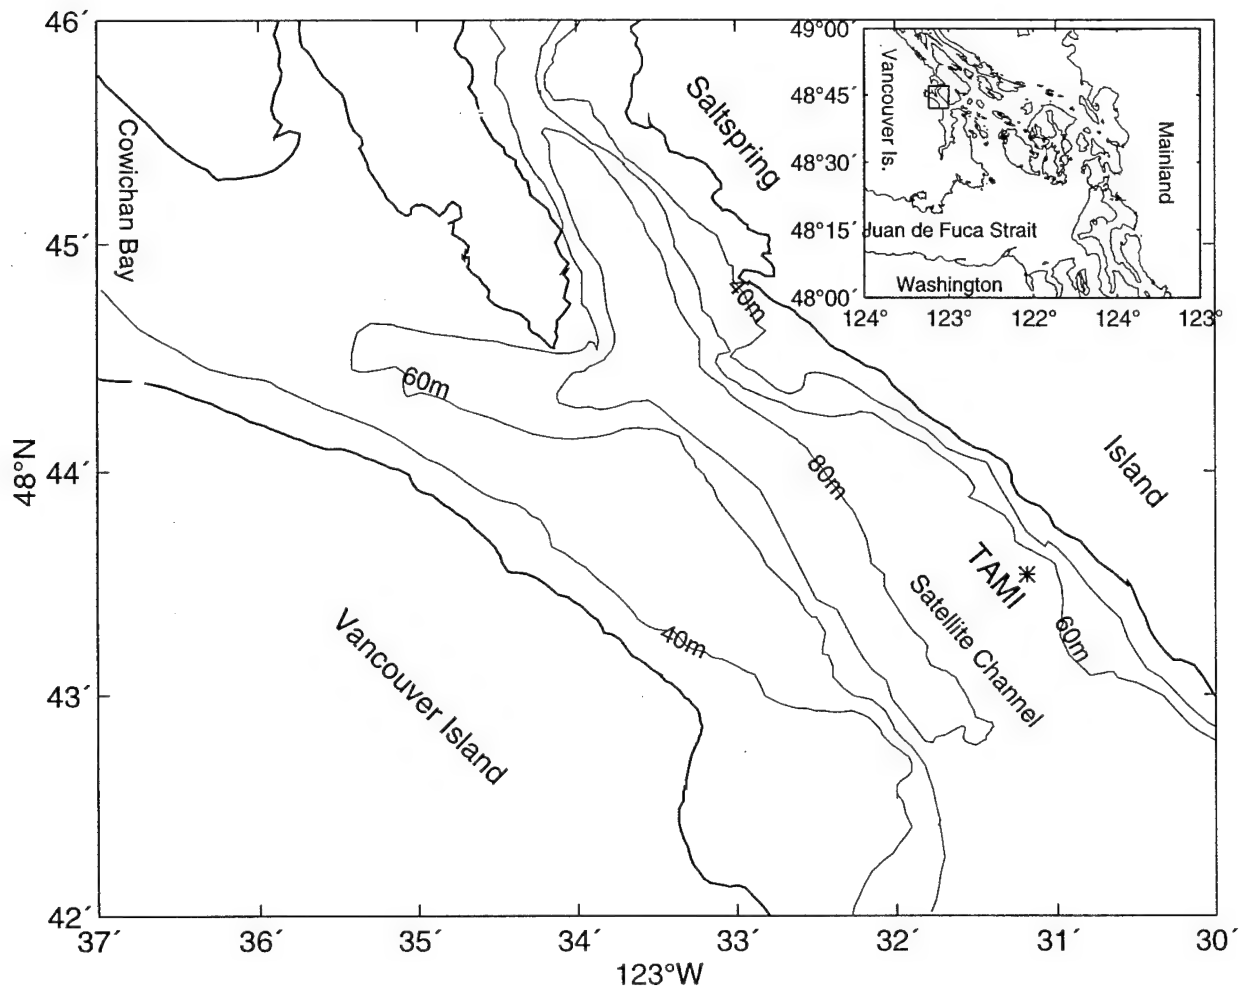 46´
45´
44´
43´
42´
48°N
37´
36´
35´
34´
33´
32´
31´
30´
123°W
Cowichan Bay
Saltspring
Island
Vancouver Island
Satellite Channel
TAMI
40m
60m
80m
40m
60m
49°00´
48°45´
48°30´
48°15´
48°00´
124°
123°
122°
124°
123°
Vancouver Is.
Mainland
Juan de Fuca Strait
Washington